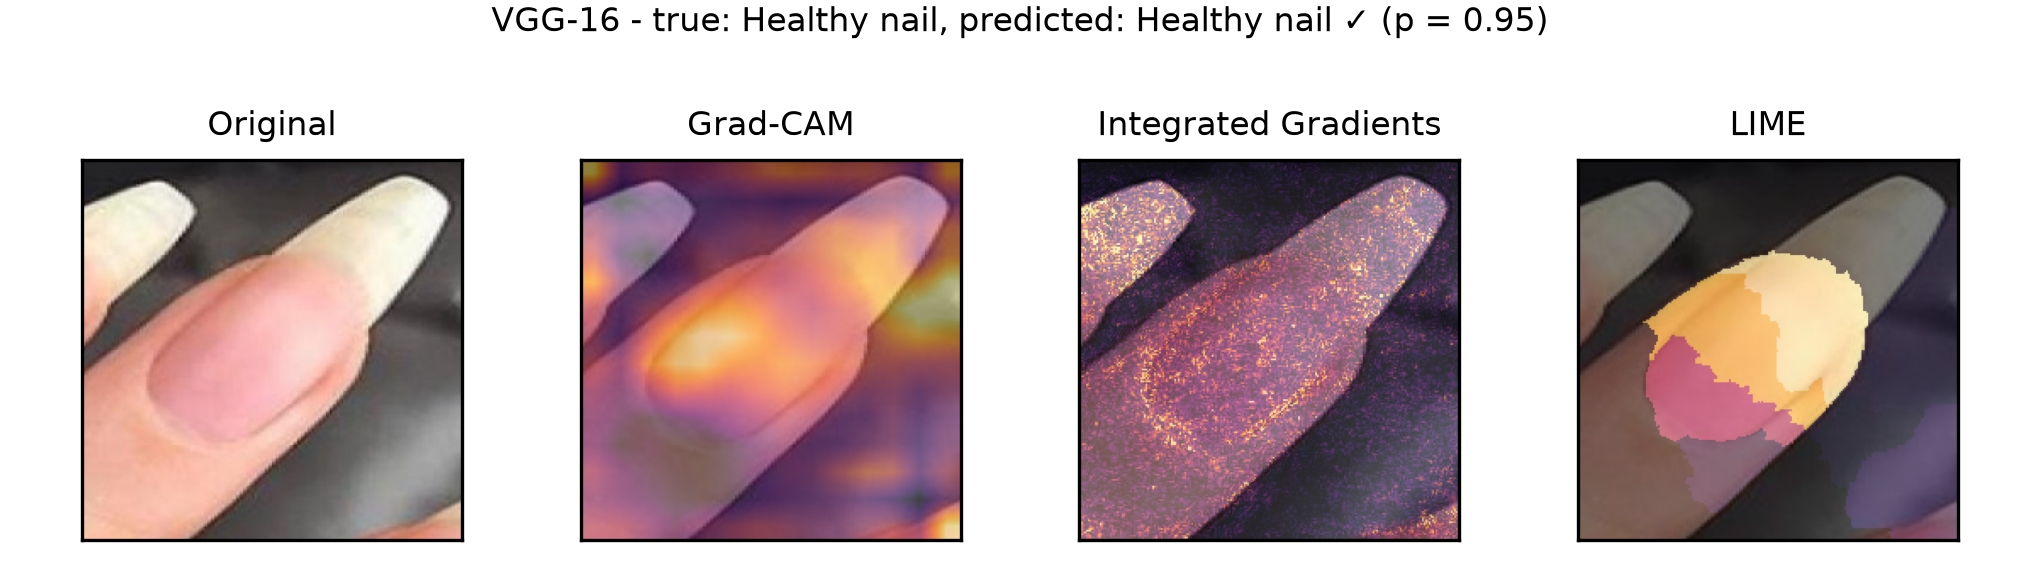 VGG-16 - true: Healthy nail, predicted: Healthy nail ✓ (p = 0.95)
Original
Grad-CAM
Integrated Gradients
LIME